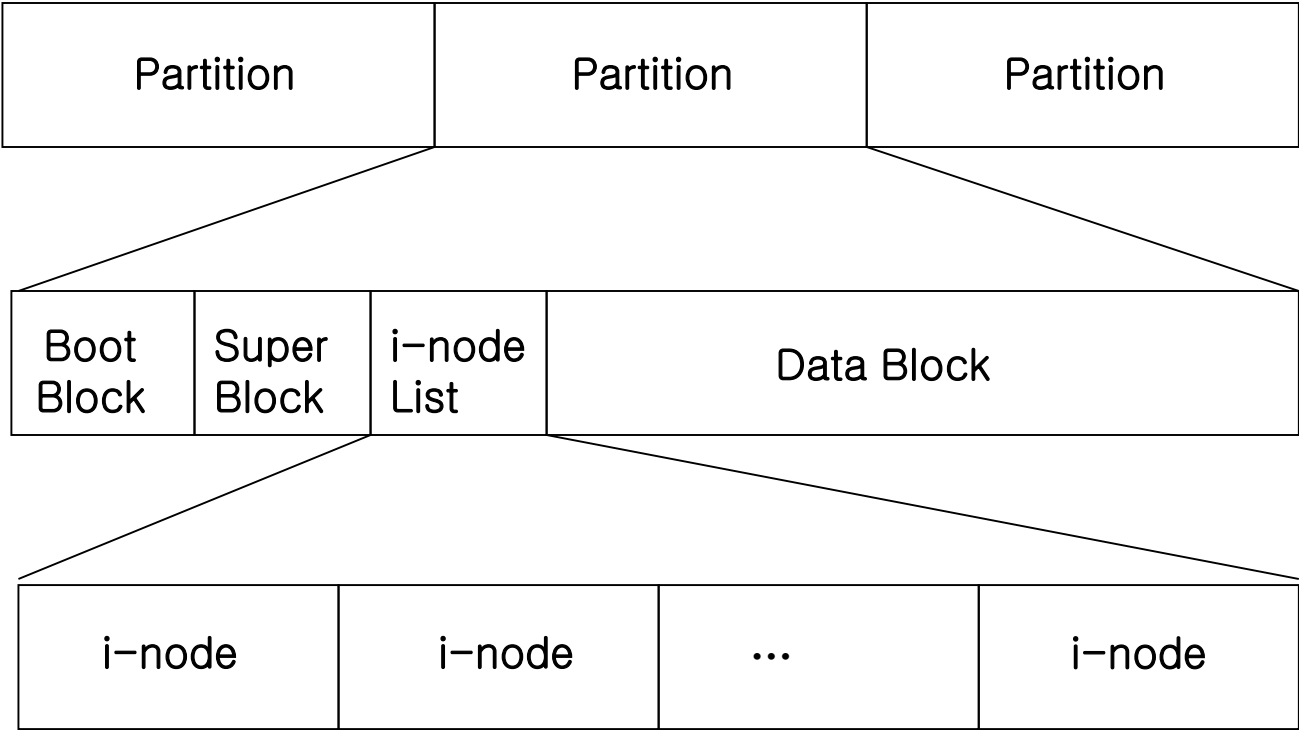 Partition
Partition
Partition
Boot
Block
Super
Block
i-node
List
Data Block
i-node
i-node
...
i-node